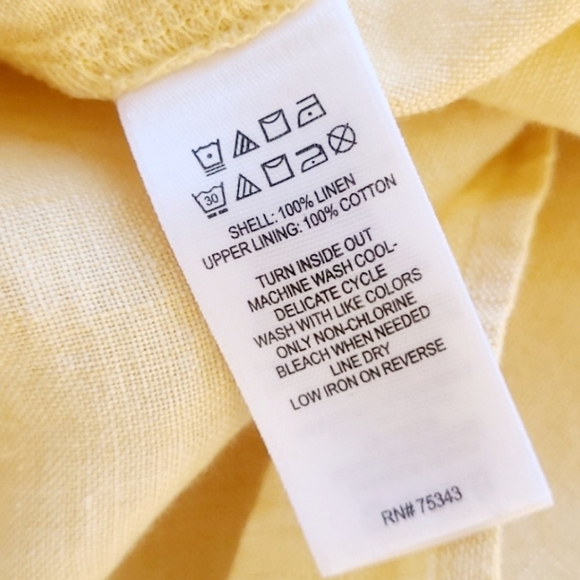 30
SHELL: 100% LINEN
UPPER LINING: 100% COTTON
TURN INSIDE OUT
MACHINE WASH COOL-
DELICATE CYCLE
WASH WITH LIKE COLORS
ONLY NON-CHLORINE
BLEACH WHEN NEEDED
LINE DRY
LOW IRON ON REVERSE
RN# 75343